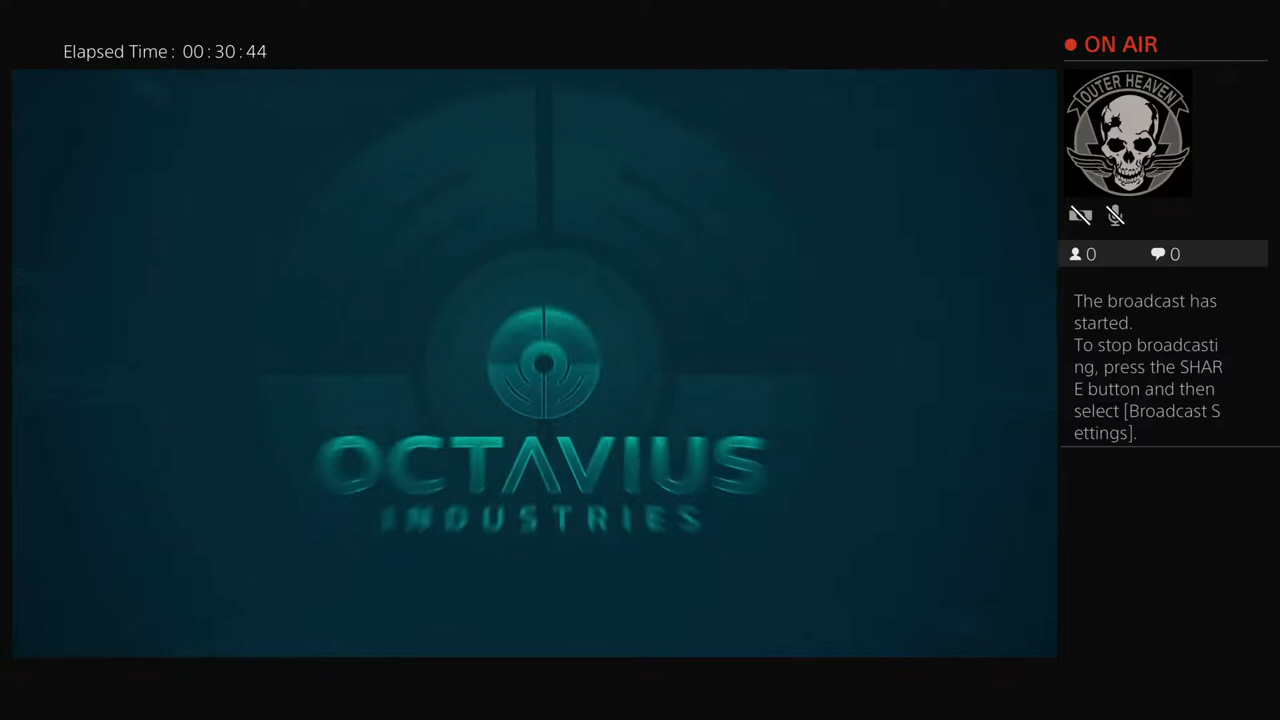 Elapsed Time: 00:30:44
ON AIR
OUTER HEAVEN
0 0
The broadcast has
started.
To stop broadcasti
ng, press the SHAR
E button and then
select [Broadcast S
ettings].
OCTAVIUS
INDUSTRIES